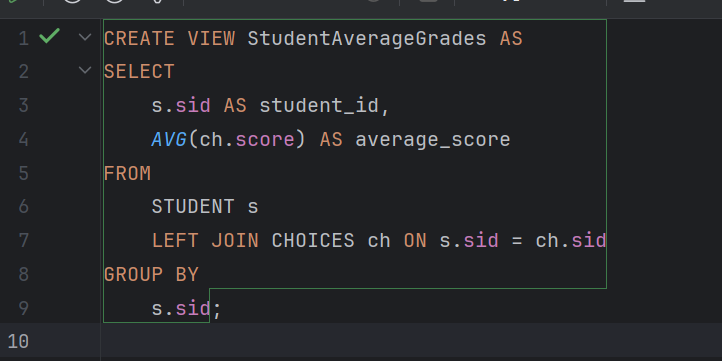 1 CREATE VIEW StudentAverageGrades AS
2 SELECT
3 s.sid AS student_id,
4 AVG(ch.score) AS average_score
5 FROM
6 STUDENT s
7 LEFT JOIN CHOICES ch ON s.sid = ch.sid
8 GROUP BY
9 s.sid;
10